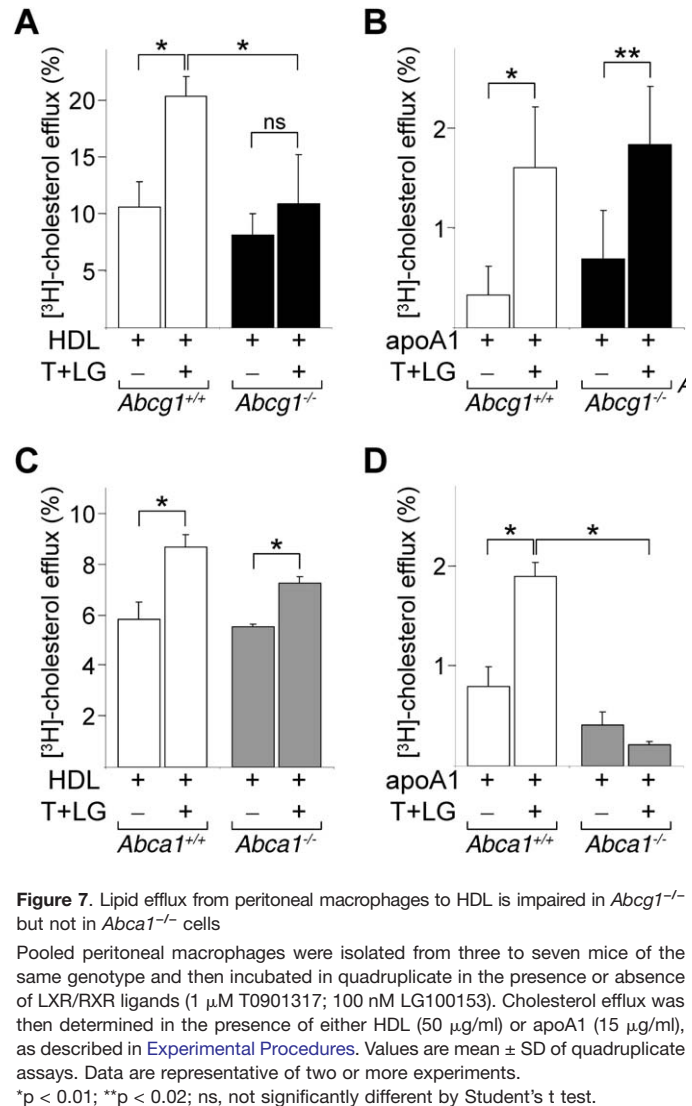 A
[³H]-cholesterol efflux (%)
20
15
10
5
* *
ns
HDL + + + +
T+LG – + – +
Abcg1+/+ Abcg1-/-
B
[³H]-cholesterol efflux (%)
2
1
* **
apoA1 + + + +
T+LG – + – +
Abcg1+/+ Abcg1-/-
C
[³H]-cholesterol efflux (%)
10
8
6
4
2
* *
HDL + + + +
T+LG – + – +
Abca1+/+ Abca1-/-
D
[³H]-cholesterol efflux (%)
2
1
* *
apoA1 + + + +
T+LG – + – +
Abca1+/+ Abca1-/-
Figure 7. Lipid efflux from peritoneal macrophages to HDL is impaired in Abcg1−/−
but not in Abca1−/− cells
Pooled peritoneal macrophages were isolated from three to seven mice of the
same genotype and then incubated in quadruplicate in the presence or absence
of LXR/RXR ligands (1 μM T0901317; 100 nM LG100153). Cholesterol efflux was
then determined in the presence of either HDL (50 μg/ml) or apoA1 (15 μg/ml),
as described in Experimental Procedures. Values are mean ± SD of quadruplicate
assays. Data are representative of two or more experiments.
*p < 0.01; **p < 0.02; ns, not significantly different by Student's t test.